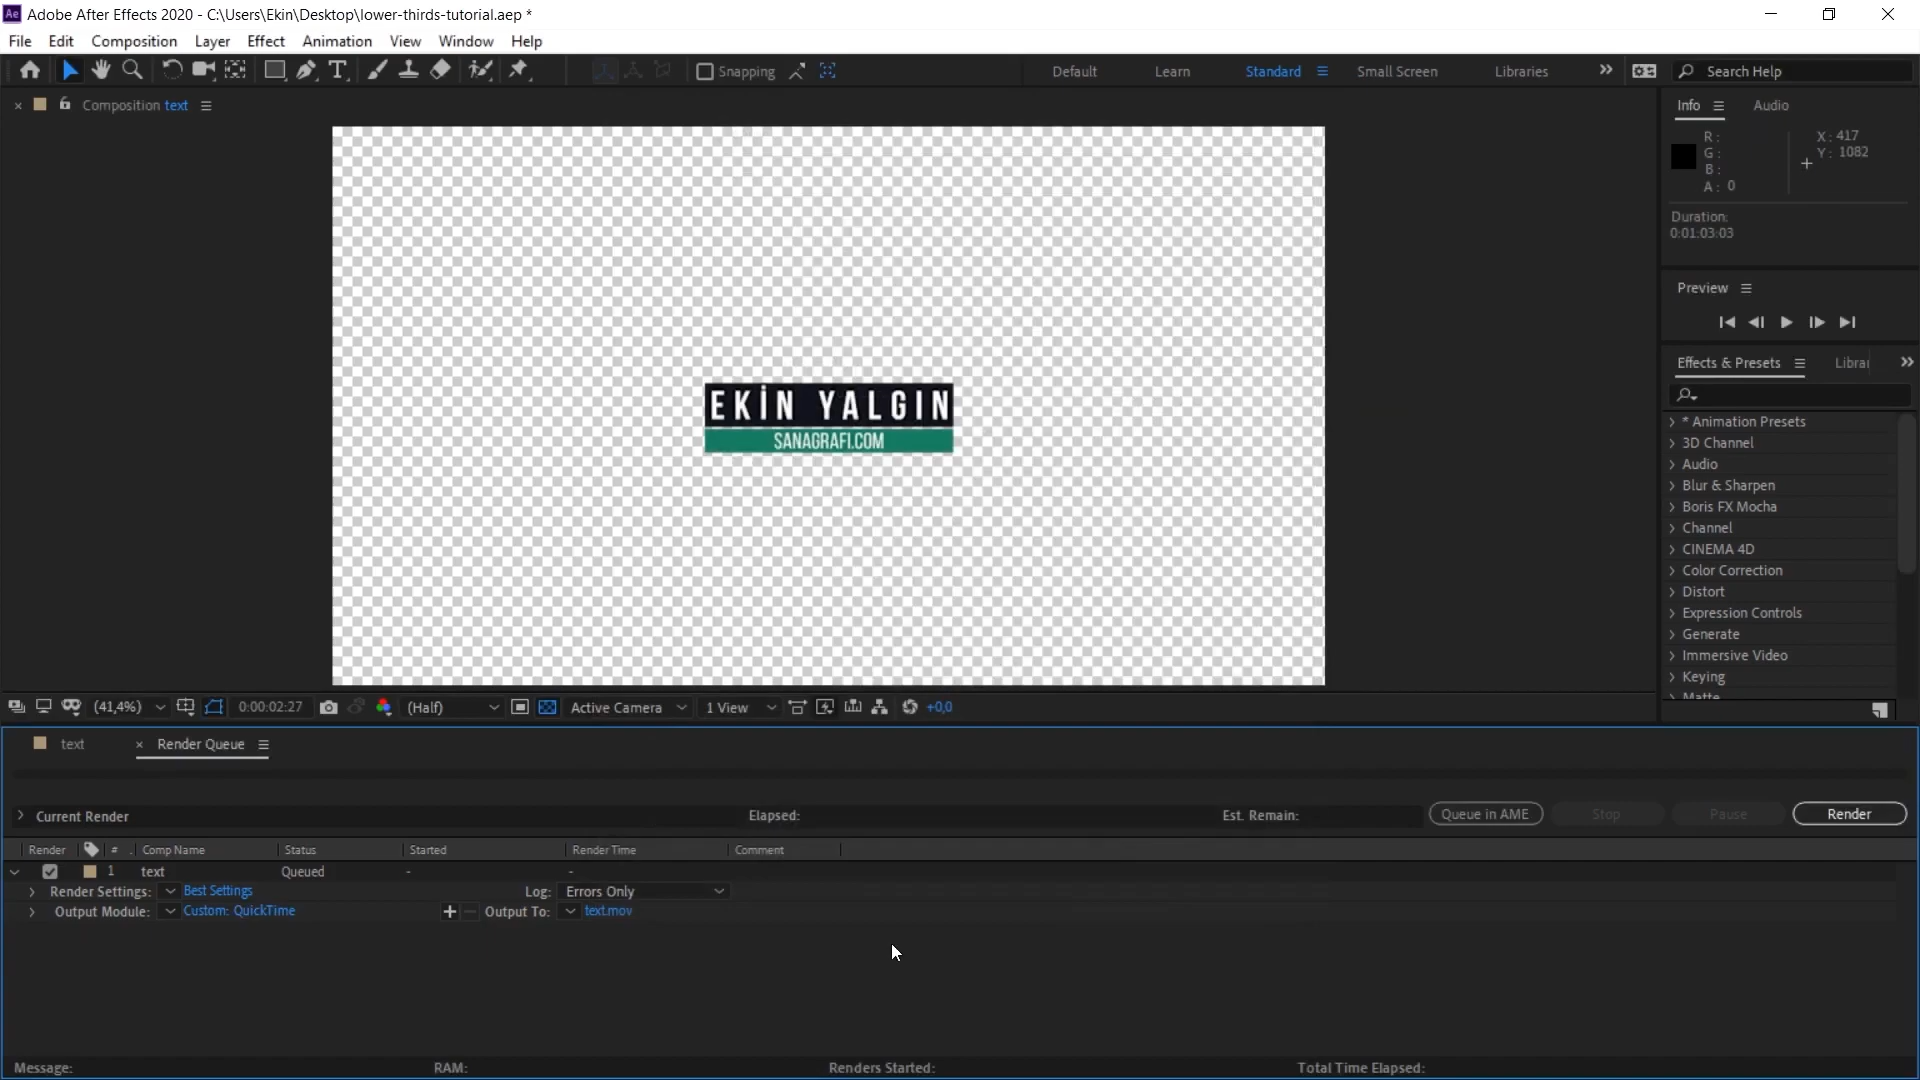 Ae Adobe After Effects 2020 - C:\Users\Ekin\Desktop\lower-thirds-tutorial.aep *
File Edit Composition Layer Effect Animation View Window Help
Snapping Default Learn Standard Small Screen Libraries Search Help
Composition text
Info Audio
R:
G:
B:
A: 0
X: 417
Y: 1082
Duration:
0:01:03:03
Preview
Effects & Presets Librai
* Animation Presets
3D Channel
Audio
Blur & Sharpen
Boris FX Mocha
Channel
CINEMA 4D
Color Correction
Distort
Expression Controls
Generate
Immersive Video
Keying
Matte
EKİN YALGIN
SANAGRAFI.COM
(41,4%) 0:00:02:27 (Half) Active Camera 1 View +0,0
text Render Queue
Current Render Elapsed: Est. Remain: Queue in AME Stop Pause Render
Render # . Comp Name Status Started Render Time Comment
1 text Queued - -
Render Settings: Best Settings Log: Errors Only
Output Module: Custom: QuickTime Output To: text.mov
Message: RAM: Renders Started: Total Time Elapsed: